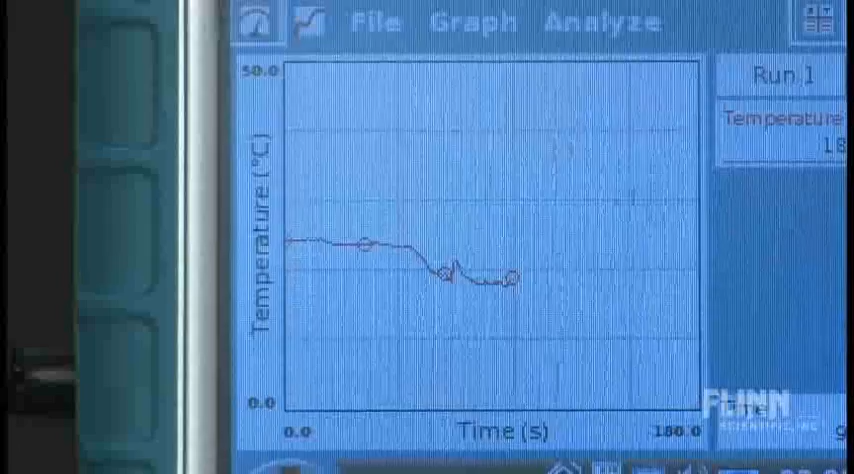 File Graph Analyze
50.0
Run 1
Temperature
18
Temperature (°C)
0.0
0.0
Time (s)
180.0
FLINN
SCIENTIFIC, INC.